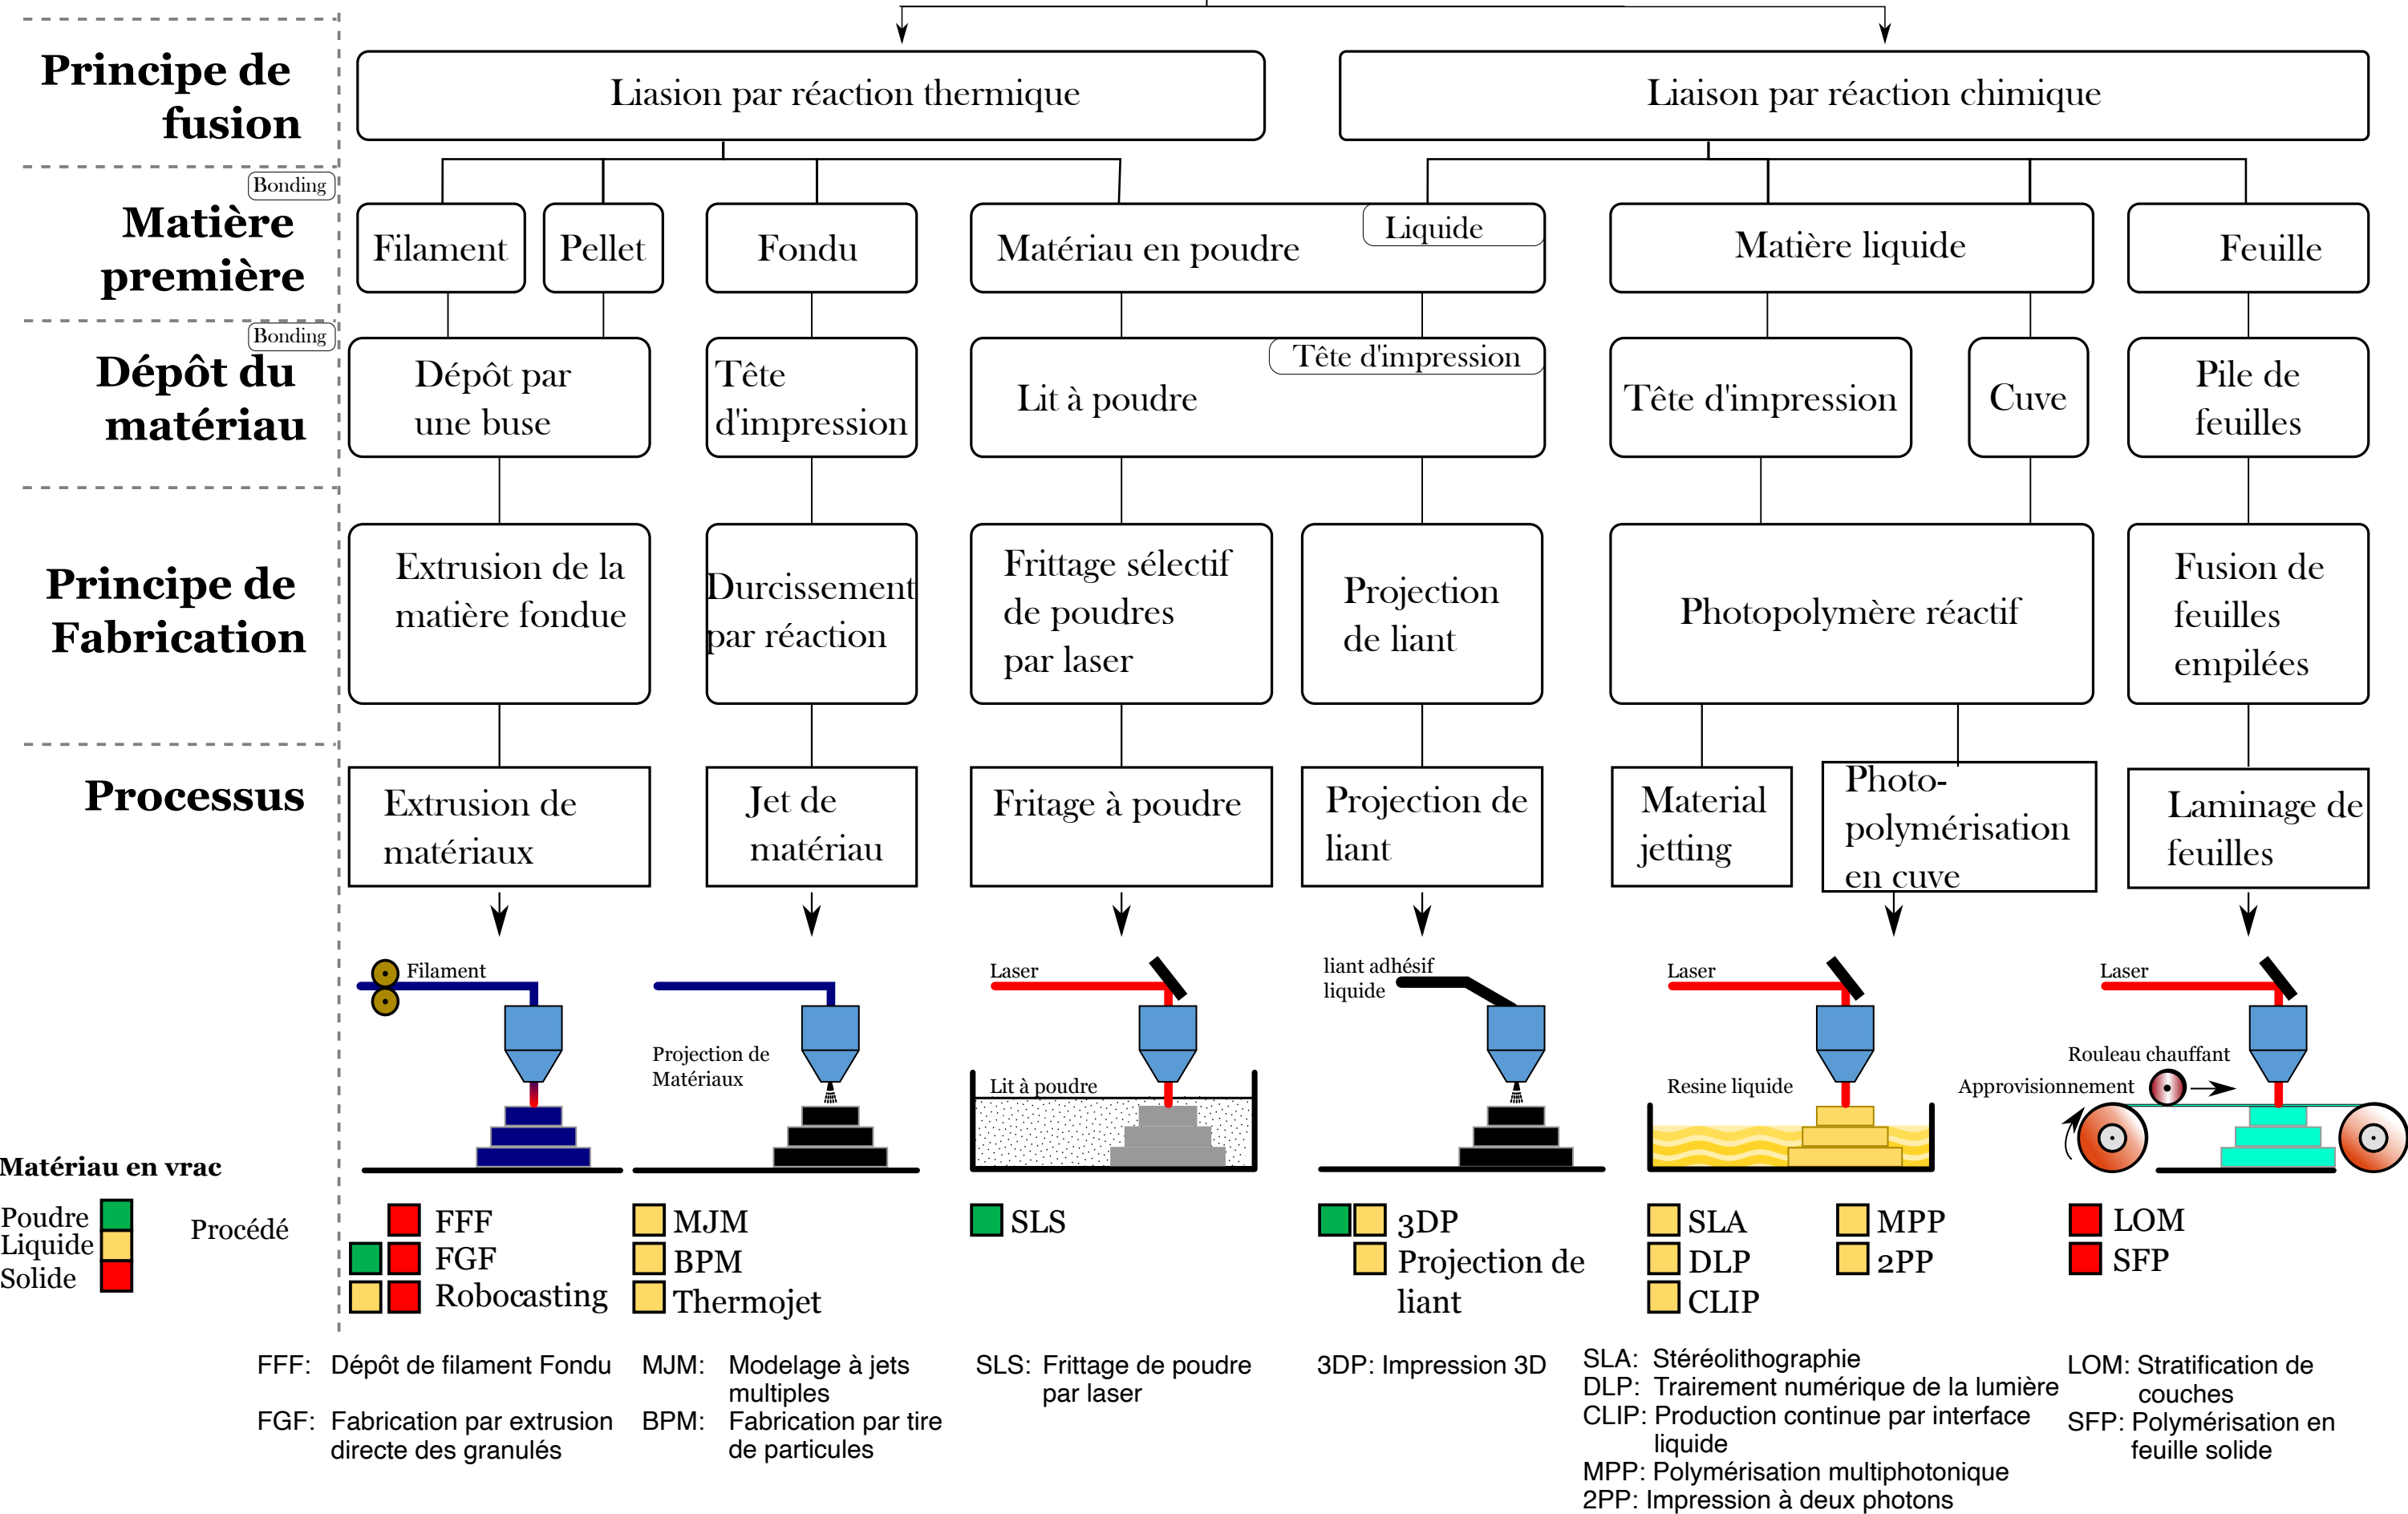 Principe de
fusion
Liasion par réaction thermique
Liaison par réaction chimique
Bonding
Matière
première
Filament
Pellet
Fondu
Matériau en poudre
Liquide
Matière liquide
Feuille
Bonding
Dépôt du
matériau
Dépôt par
une buse
Tête
d'impression
Lit à poudre
Tête d'impression
Tête d'impression
Cuve
Pile de
feuilles
Principe de
Fabrication
Extrusion de la
matière fondue
Durcissement
par réaction
Frittage sélectif
de poudres
par laser
Projection
de liant
Photopolymère réactif
Fusion de
feuilles
empilées
Processus
Extrusion de
matériaux
Jet de
matériau
Fritage à poudre
Projection de
liant
Material
jetting
Photo-
polymérisation
en cuve
Laminage de
feuilles
Filament
Projection de
Matériaux
Laser
Lit à poudre
liant adhésif
liquide
Laser
Resine liquide
Laser
Rouleau chauffant
Approvisionnement
Matériau en vrac
Poudre
Liquide
Solide
Procédé
FFF
FGF
Robocasting
MJM
BPM
Thermojet
SLS
3DP
Projection de
liant
SLA
DLP
CLIP
MPP
2PP
LOM
SFP
FFF: Dépôt de filament Fondu
FGF: Fabrication par extrusion
directe des granulés
MJM: Modelage à jets
multiples
BPM: Fabrication par tire
de particules
SLS: Frittage de poudre
par laser
3DP: Impression 3D
SLA: Stéréolithographie
DLP: Trairement numérique de la lumière
CLIP: Production continue par interface
liquide
MPP: Polymérisation multiphotonique
2PP: Impression à deux photons
LOM: Stratification de
couches
SFP: Polymérisation en
feuille solide